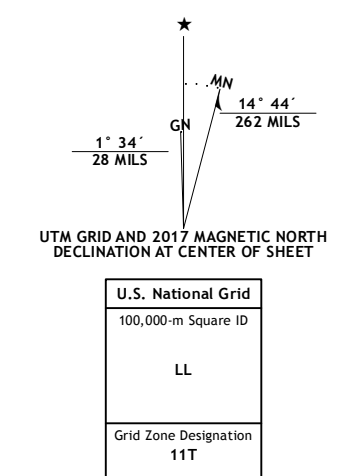 ★
MN
GN
1° 34´
28 MILS
14° 44´
262 MILS
UTM GRID AND 2017 MAGNETIC NORTH
DECLINATION AT CENTER OF SHEET
U.S. National Grid
100,000-m Square ID
LL
Grid Zone Designation
11T